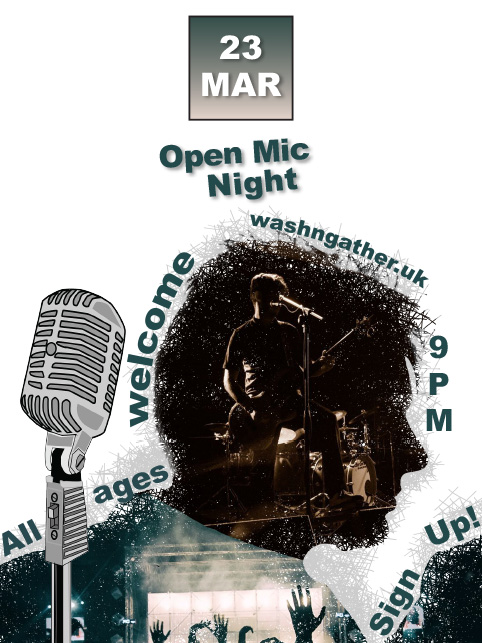 23
MAR
Open Mic
Night
washngather.uk
All ages welcome
9
P
M
Sign Up!